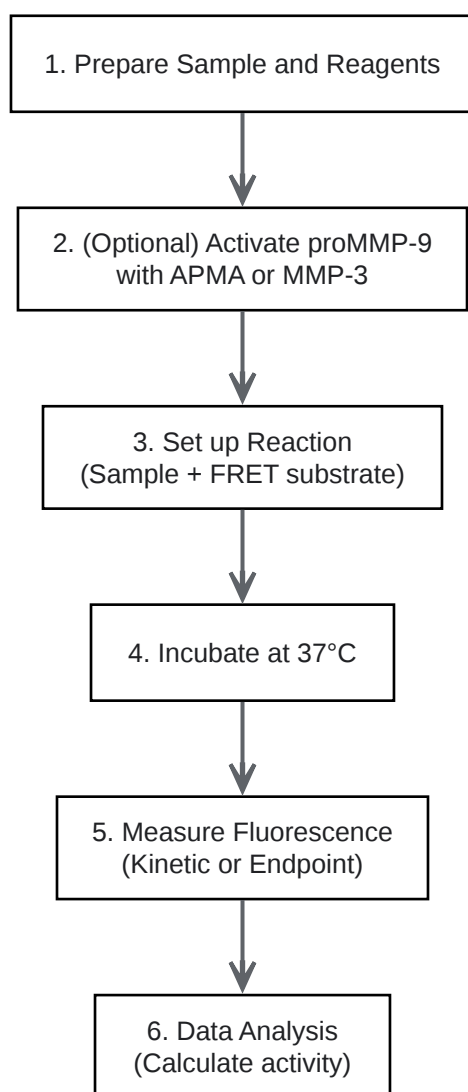 1. Prepare Sample and Reagents
2. (Optional) Activate proMMP-9
with APMA or MMP-3
3. Set up Reaction
(Sample + FRET substrate)
4. Incubate at 37°C
5. Measure Fluorescence
(Kinetic or Endpoint)
6. Data Analysis
(Calculate activity)